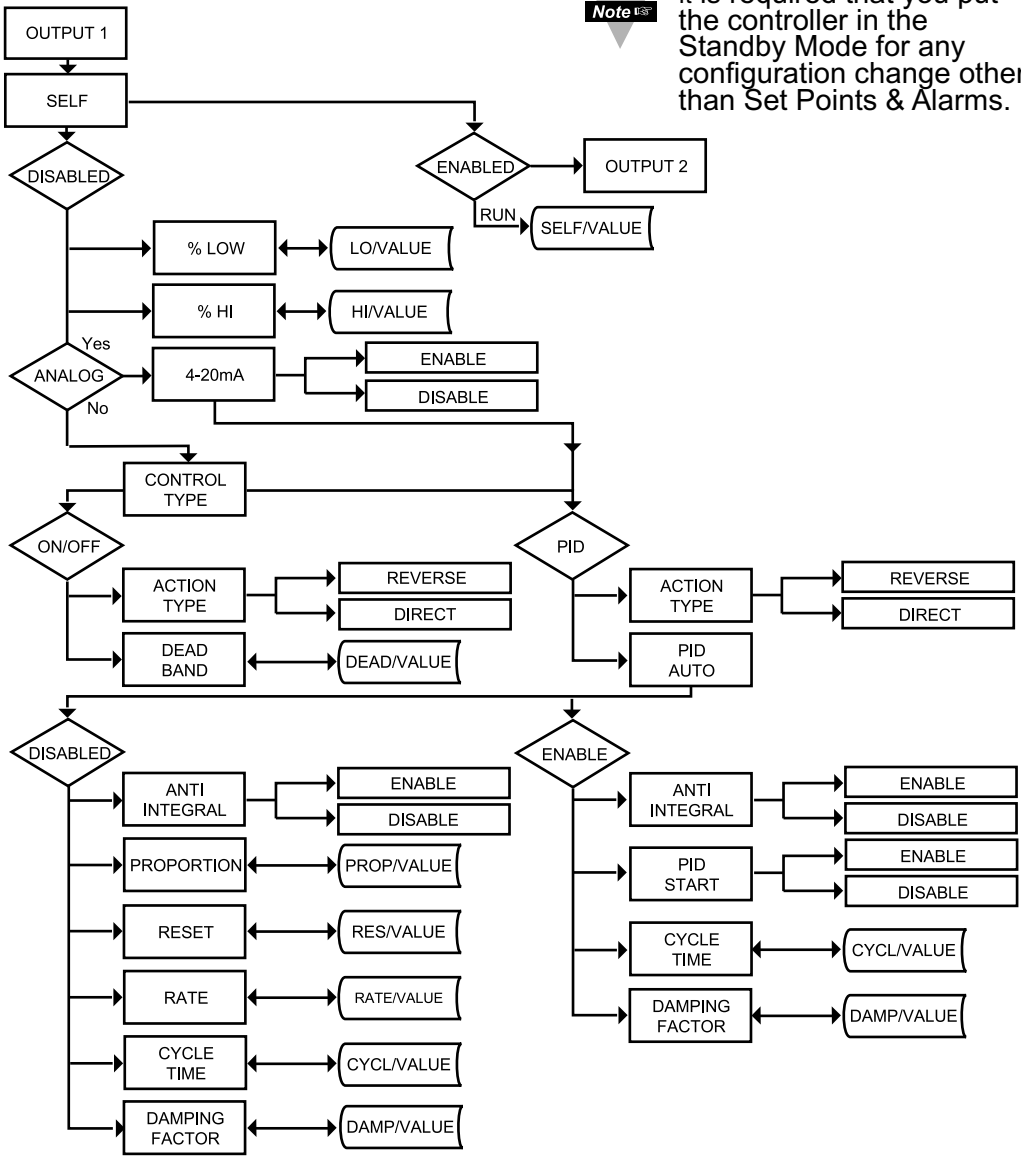 it is required that you put
Note
the controller in the
Standby Mode for any
configuration change other
than Set Points & Alarms.
OUTPUT 1
SELF
DISABLED
ENABLED
OUTPUT 2
RUN
SELF/VALUE
% LOW
LO/VALUE
% HI
HI/VALUE
Yes
ANALOG
4-20mA
ENABLE
DISABLE
No
CONTROL
TYPE
ON/OFF
PID
ACTION
TYPE
REVERSE
DIRECT
ACTION
TYPE
REVERSE
DIRECT
DEAD
BAND
DEAD/VALUE
PID
AUTO
DISABLED
ENABLE
ANTI
INTEGRAL
ENABLE
DISABLE
PROPORTION
PROP/VALUE
RESET
RES/VALUE
RATE
RATE/VALUE
CYCLE
TIME
CYCL/VALUE
DAMPING
FACTOR
DAMP/VALUE
ANTI
INTEGRAL
ENABLE
DISABLE
PID
START
ENABLE
DISABLE
CYCLE
TIME
CYCL/VALUE
DAMPING
FACTOR
DAMP/VALUE